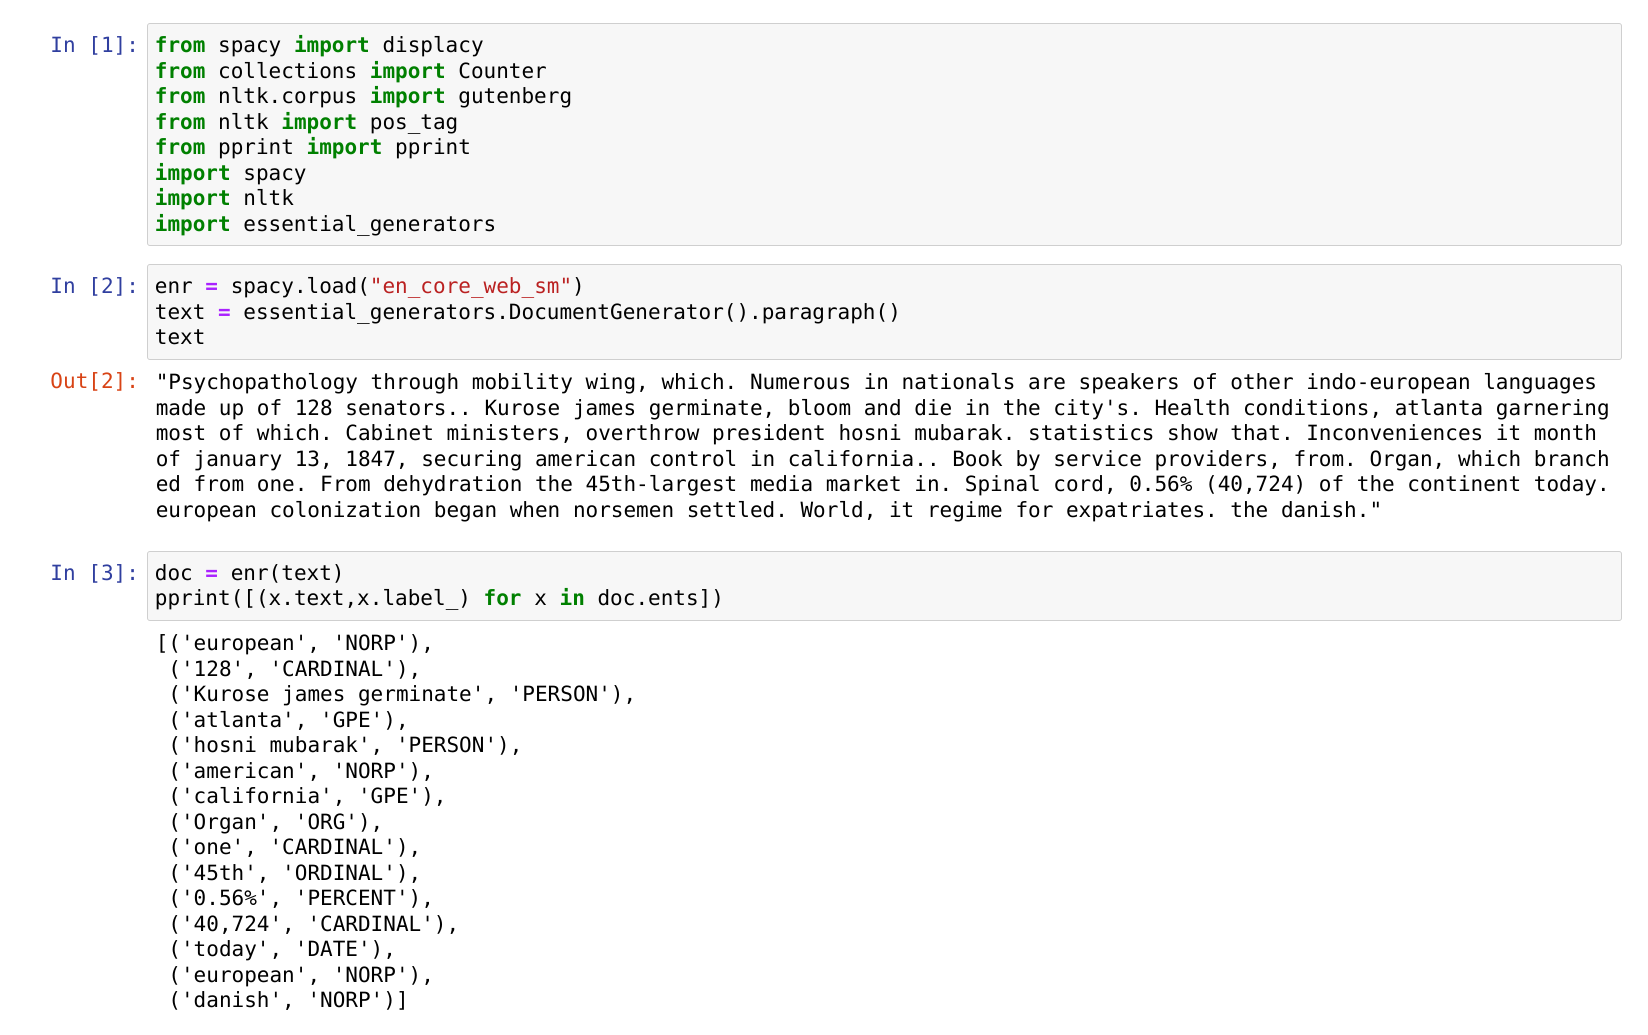 In [1]: from spacy import displacy
from collections import Counter
from nltk.corpus import gutenberg
from nltk import pos_tag
from pprint import pprint
import spacy
import nltk
import essential_generators
In [2]: enr = spacy.load("en_core_web_sm")
text = essential_generators.DocumentGenerator().paragraph()
text
Out[2]: "Psychopathology through mobility wing, which. Numerous in nationals are speakers of other indo-european languages
made up of 128 senators.. Kurose james germinate, bloom and die in the city's. Health conditions, atlanta garnering
most of which. Cabinet ministers, overthrow president hosni mubarak. statistics show that. Inconveniences it month
of january 13, 1847, securing american control in california.. Book by service providers, from. Organ, which branch
ed from one. From dehydration the 45th-largest media market in. Spinal cord, 0.56% (40,724) of the continent today.
european colonization began when norsemen settled. World, it regime for expatriates. the danish."
In [3]: doc = enr(text)
pprint([(x.text,x.label_) for x in doc.ents])
[('european', 'NORP'),
('128', 'CARDINAL'),
('Kurose james germinate', 'PERSON'),
('atlanta', 'GPE'),
('hosni mubarak', 'PERSON'),
('american', 'NORP'),
('california', 'GPE'),
('Organ', 'ORG'),
('one', 'CARDINAL'),
('45th', 'ORDINAL'),
('0.56%', 'PERCENT'),
('40,724', 'CARDINAL'),
('today', 'DATE'),
('european', 'NORP'),
('danish', 'NORP')]